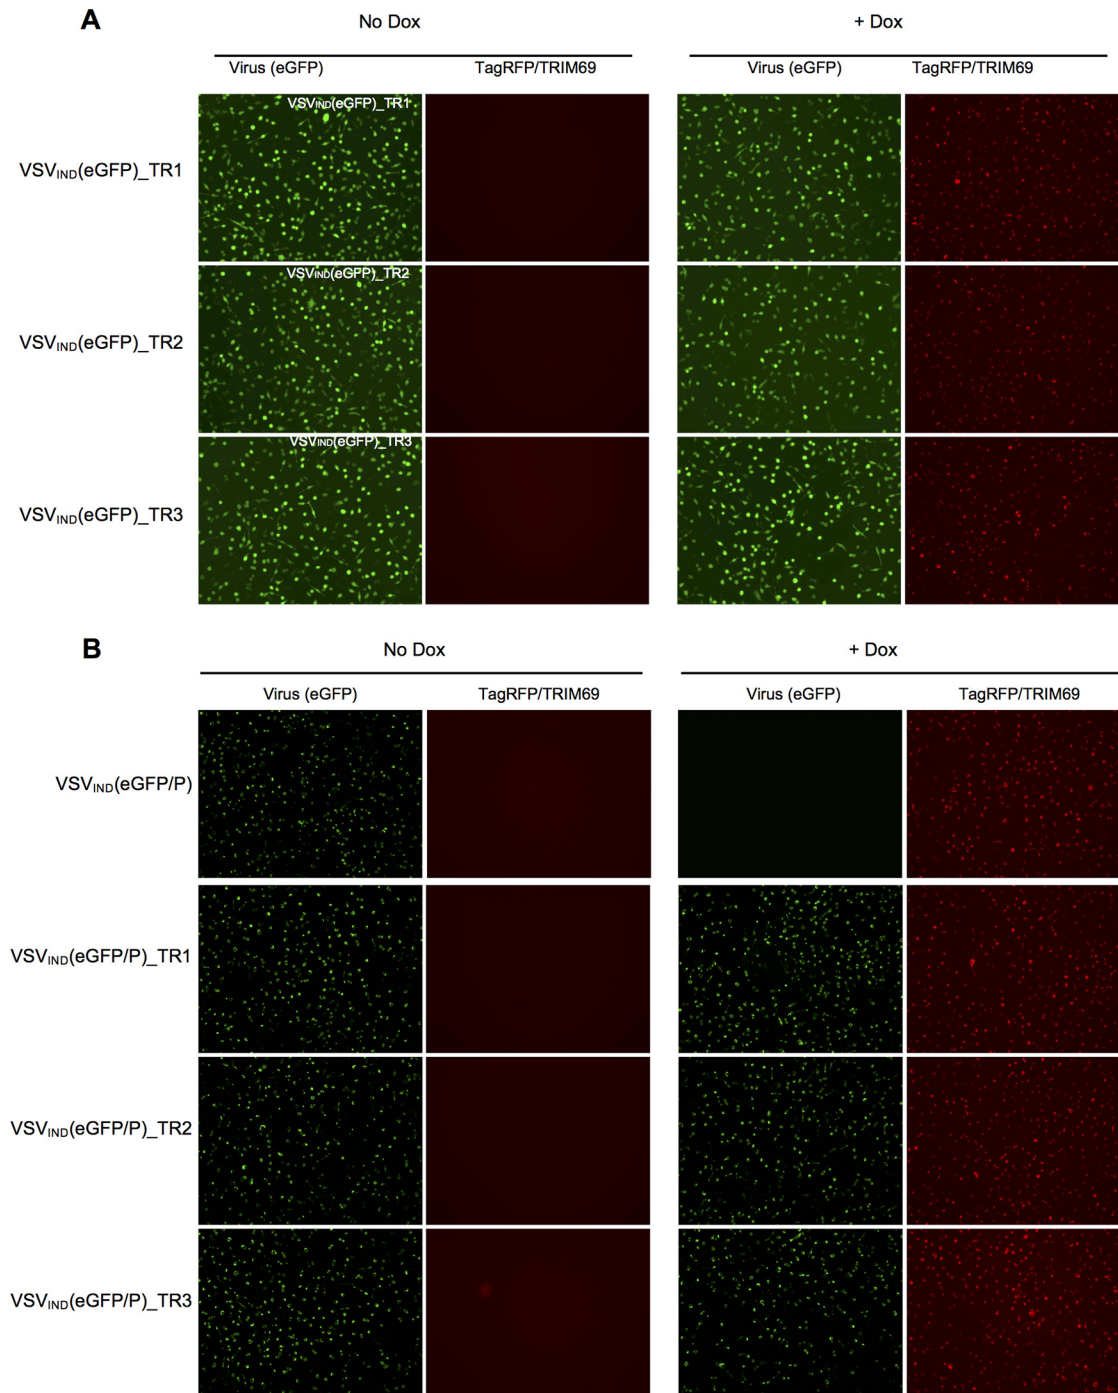 A
No Dox
+ Dox
Virus (eGFP)
TagRFP/TRIM69
Virus (eGFP)
TagRFP/TRIM69
VSVIND(eGFP)_TR1
VSVIND(eGFP)_TR1
VSVIND(eGFP)_TR2
VSVIND(eGFP)_TR2
VSVIND(eGFP)_TR3
VSVIND(eGFP)_TR3
B
No Dox
+ Dox
Virus (eGFP)
TagRFP/TRIM69
Virus (eGFP)
TagRFP/TRIM69
VSVIND(eGFP/P)
VSVIND(eGFP/P)_TR1
VSVIND(eGFP/P)_TR2
VSVIND(eGFP/P)_TR3